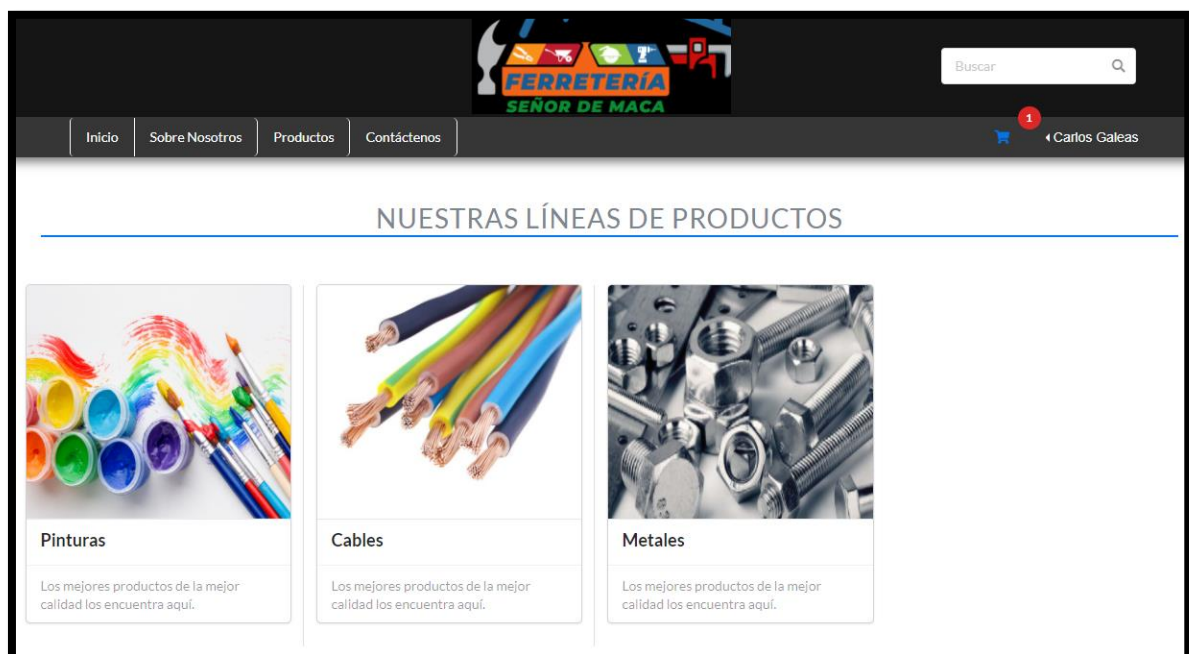 FERRETERÍA
SEÑOR DE MACA
Buscar
Inicio
Sobre Nosotros
Productos
Contáctenos
1
Carlos Galeas
NUESTRAS LÍNEAS DE PRODUCTOS
Pinturas
Los mejores productos de la mejor
calidad los encuentra aquí.
Cables
Los mejores productos de la mejor
calidad los encuentra aquí.
Metales
Los mejores productos de la mejor
calidad los encuentra aquí.